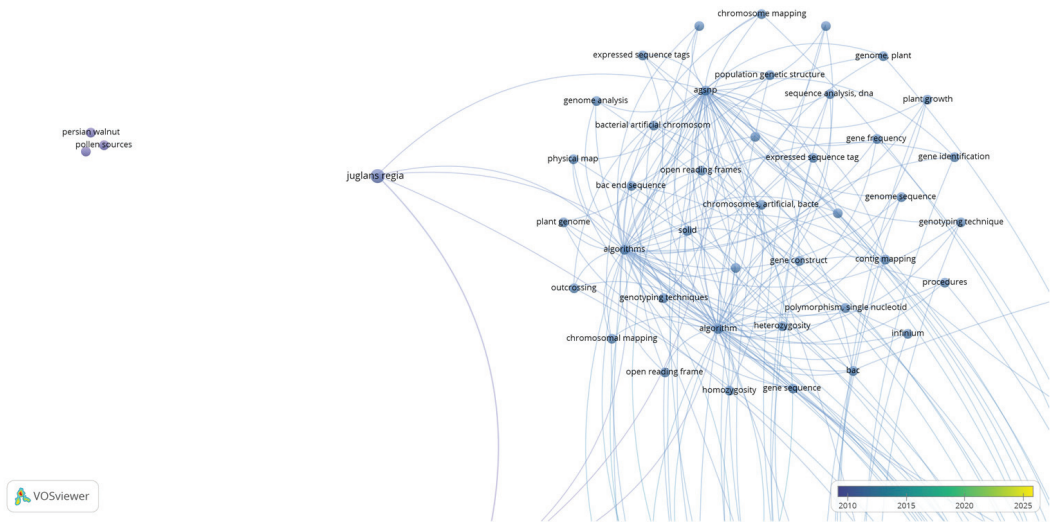 chromosome mapping
expressed sequence tags
genome, plant
population genetic structure
agsnp
sequence analysis, dna
genome analysis
plant growth
bacterial artificial chromosom
persian walnut
pollen sources
gene frequency
physical map
expressed sequence tag
gene identification
open reading frames
juglans regia
bac end sequence
genome sequence
chromosomes, artificial, bacte
plant genome
genotyping technique
solid
algorithms
gene construct
contig mapping
procedures
outcrossing
genotyping techniques
polymorphism, single nucleotid
algorithm
heterozygosity
infinium
chromosomal mapping
open reading frame
bac
homozygosity
gene sequence
VOSviewer
2010 2015 2020 2025